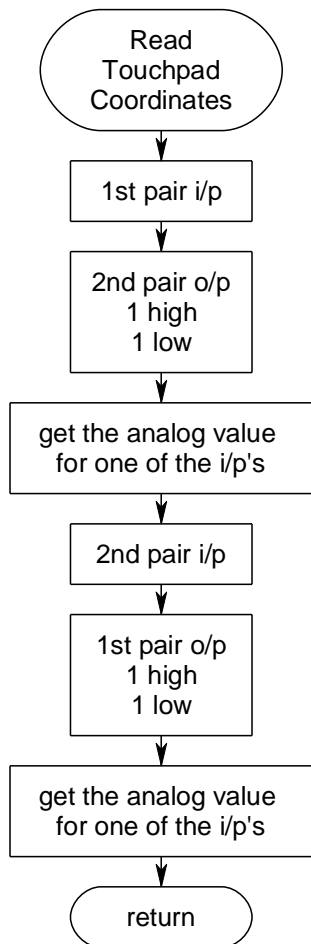 Read
Touchpad
Coordinates
1st pair i/p
2nd pair o/p
1 high
1 low
get the analog value
for one of the i/p's
2nd pair i/p
1st pair o/p
1 high
1 low
get the analog value
for one of the i/p's
return